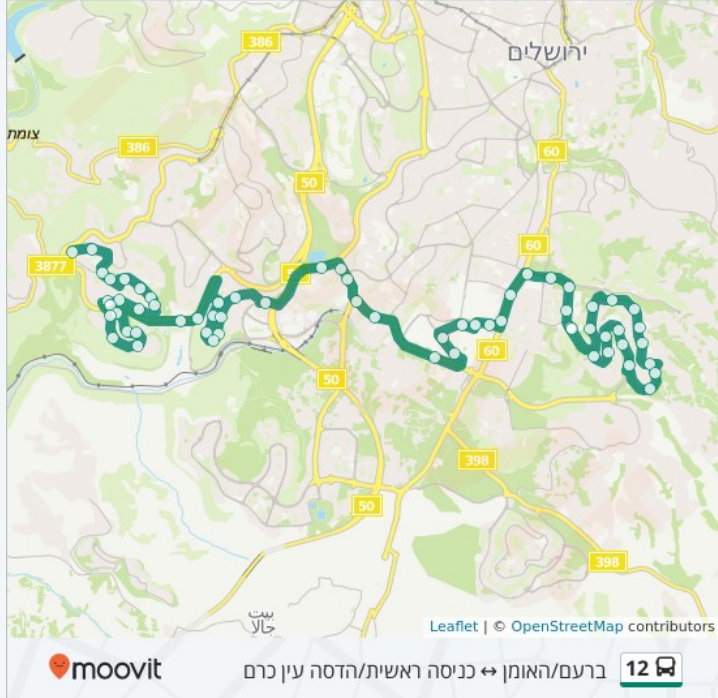 386
ירושלים
צומת
386
60
50
60
3877
60
50
398
50
398
بيت
جالا
Leaflet | © OpenStreetMap contributors
moovit
ברעם/האומן ↔ כניסה ראשית/הדסה עין כרם
12